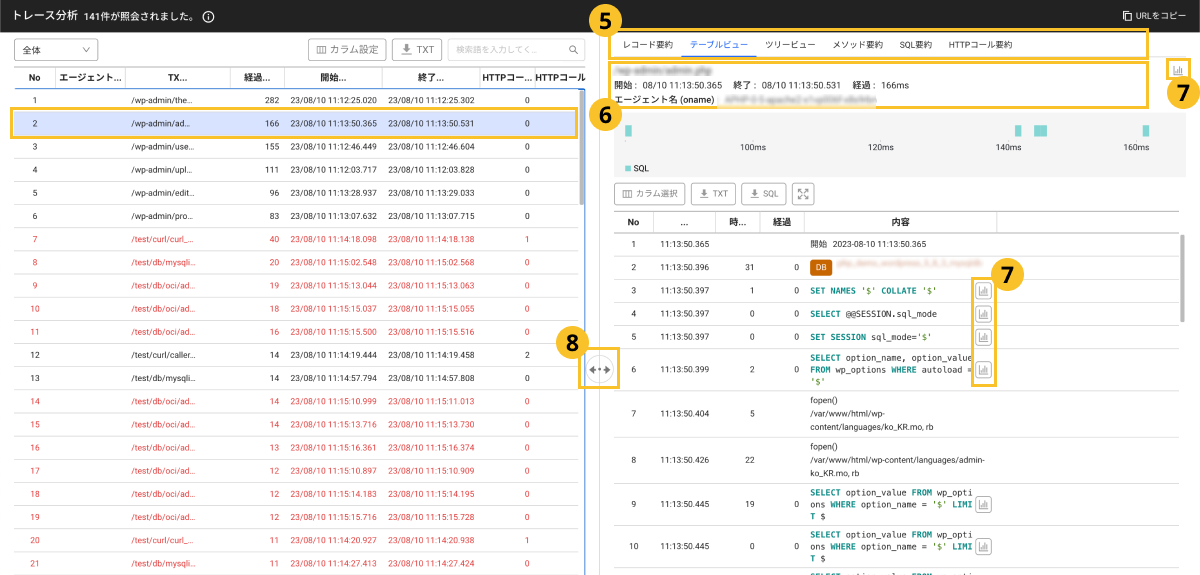 トレース分析 141件が照会されました。
URLをコピー
全体
カラム設定
TXT
検索語を入力してく...
No エージェント... TX... 経過... 開始... 終了... HTTPコー... HTTPコール
1 /wp-admin/the... 282 23/08/10 11:12:25.020 23/08/10 11:12:25.302 0
2 /wp-admin/ad... 166 23/08/10 11:13:50.365 23/08/10 11:13:50.531 0
3 /wp-admin/use... 155 23/08/10 11:12:46.449 23/08/10 11:12:46.604 0
4 /wp-admin/upl... 111 23/08/10 11:12:03.717 23/08/10 11:12:03.828 0
5 /wp-admin/edit... 96 23/08/10 11:13:28.937 23/08/10 11:13:29.033 0
6 /wp-admin/pro... 83 23/08/10 11:13:07.632 23/08/10 11:13:07.715 0
7 /test/curl/curl_... 40 23/08/10 11:14:18.098 23/08/10 11:14:18.138 1
8 /test/db/mysqli... 20 23/08/10 11:15:02.548 23/08/10 11:15:02.568 0
9 /test/db/oci/ad... 19 23/08/10 11:15:13.044 23/08/10 11:15:13.063 0
10 /test/db/oci/ad... 18 23/08/10 11:15:15.037 23/08/10 11:15:15.055 0
11 /test/db/oci/ad... 16 23/08/10 11:15:15.500 23/08/10 11:15:15.516 0
12 /test/curl/caller... 14 23/08/10 11:14:19.444 23/08/10 11:14:19.458 2
13 /test/db/mysqli... 14 23/08/10 11:14:57.794 23/08/10 11:14:57.808 0
14 /test/db/oci/ad... 14 23/08/10 11:15:10.999 23/08/10 11:15:11.013 0
15 /test/db/oci/ad... 14 23/08/10 11:15:13.716 23/08/10 11:15:13.730 0
16 /test/db/oci/ad... 13 23/08/10 11:15:16.361 23/08/10 11:15:16.374 0
17 /test/db/oci/ad... 12 23/08/10 11:15:10.897 23/08/10 11:15:10.909 0
18 /test/db/oci/ad... 12 23/08/10 11:15:14.183 23/08/10 11:15:14.195 0
19 /test/db/oci/ad... 12 23/08/10 11:15:15.716 23/08/10 11:15:15.728 0
20 /test/curl/curl_... 11 23/08/10 11:14:20.927 23/08/10 11:14:20.938 1
21 /test/db/mysqli... 11 23/08/10 11:14:27.413 23/08/10 11:14:27.424 0
5
レコード要約 テーブルビュー ツリービュー メソッド要約 SQL要約 HTTPコール要約
/wp-admin/admin.php
開始 : 08/10 11:13:50.365 終了 : 08/10 11:13:50.531 経過 : 166ms
エージェント名 (oname)
6
7
100ms 120ms 140ms 160ms
SQL
カラム選択
TXT
SQL
No ... 時... 経過 内容
1 11:13:50.365 開始 2023-08-10 11:13:50.365
2 11:13:50.396 31 0 DB
7
3 11:13:50.397 1 0 SET NAMES '$' COLLATE '$'
4 11:13:50.397 0 0 SELECT @@SESSION.sql_mode
5 11:13:50.397 0 0 SET SESSION sql_mode='$'
8
6 11:13:50.399 2 0 SELECT option_name, option_value
FROM wp_options WHERE autoload =
'$'
7 11:13:50.404 5 fopen()
/var/www/html/wp-
content/languages/ko_KR.mo, rb
8 11:13:50.426 22 fopen()
/var/www/html/wp-content/languages/admin-
ko_KR.mo, rb
9 11:13:50.445 19 0 SELECT option_value FROM wp_opti
ons WHERE option_name = '$' LIMI
T $
10 11:13:50.445 0 0 SELECT option_value FROM wp_opti
ons WHERE option_name = '$' LIMI
T $